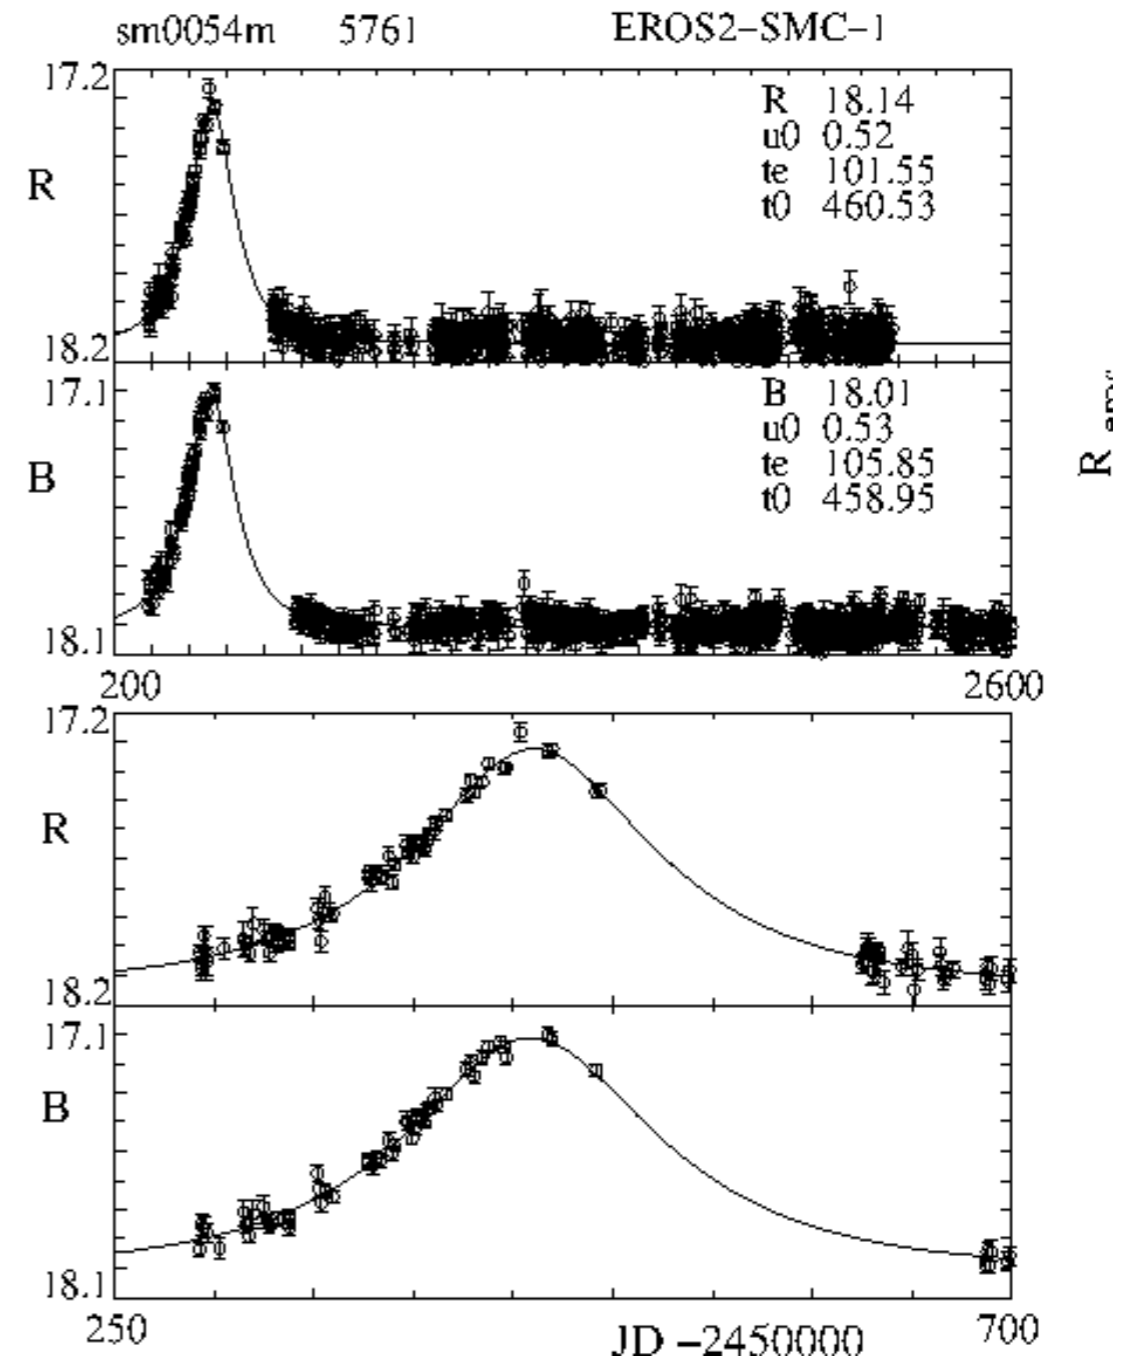 sm0054m 5761 EROS2-SMC-1
17.2
R 18.14
u0 0.52
te 101.55
t0 460.53
R
18.2
17.1
B 18.01
u0 0.53
te 105.85
t0 458.95
B
18.1
200 2600
R
17.2
R
18.2
17.1
B
18.1
250 JD -2450000 700